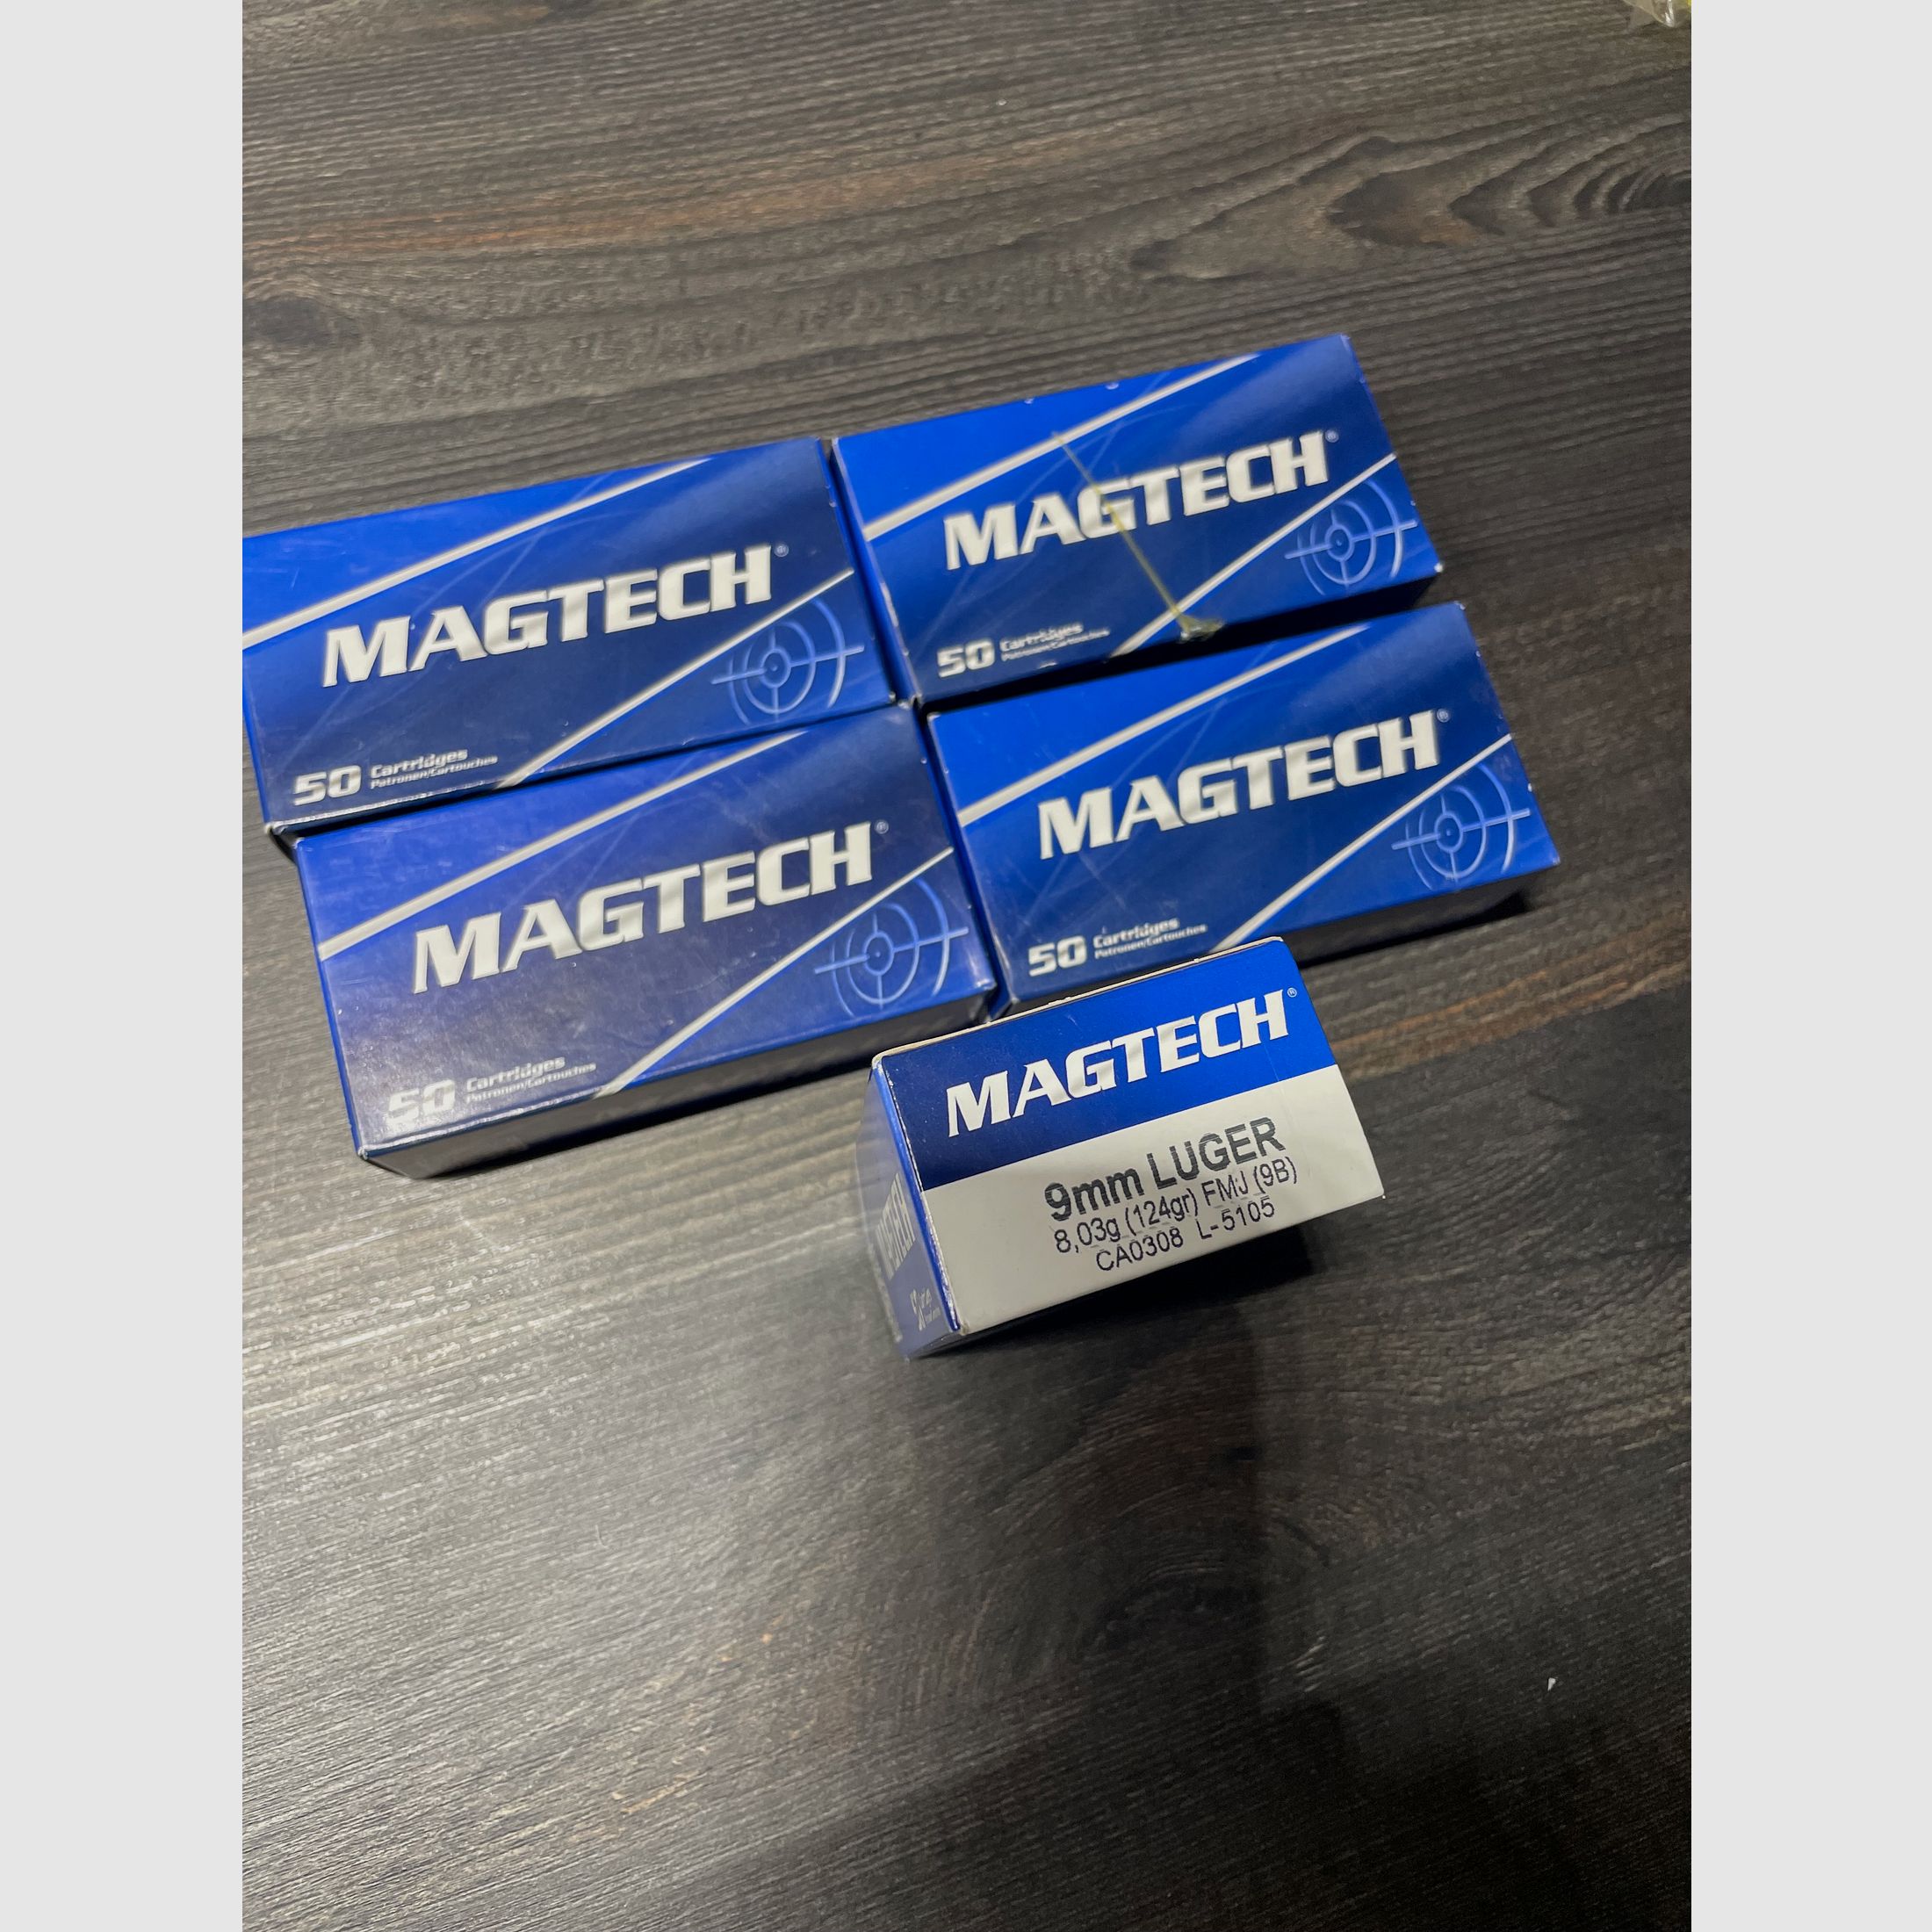 MAGTECH®
50 Cartridges
Patronen/Cartouches
MAGTECH®
50 Cartridges
Patronen/Cartouches
MAGTECH®
50 Cartridges
Patronen/Cartouches
MAGTECH®
50 Cartridges
Patronen/Cartouches
MAGTECH®
9mm LUGER
8,03g (124gr) FMJ (9B)
CA0308 L-5105
MAGTECH